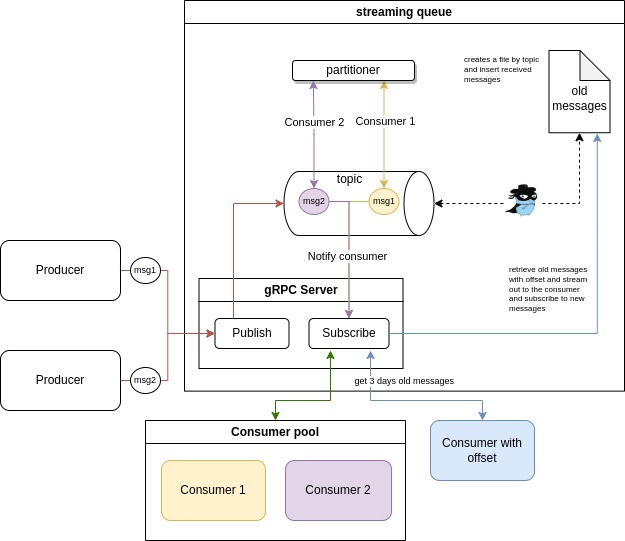 streaming queue
partitioner
creates a file by topic
and insert received
messages
old
messages
Consumer 2
Consumer 1
topic
msg2
msg1
Notify consumer
Producer
msg1
gRPC Server
retrieve old messages
with offset and stream
out to the consumer
and subscribe to new
messages
Publish
Subscribe
Producer
msg2
get 3 days old messages
Consumer pool
Consumer with
offset
Consumer 1
Consumer 2